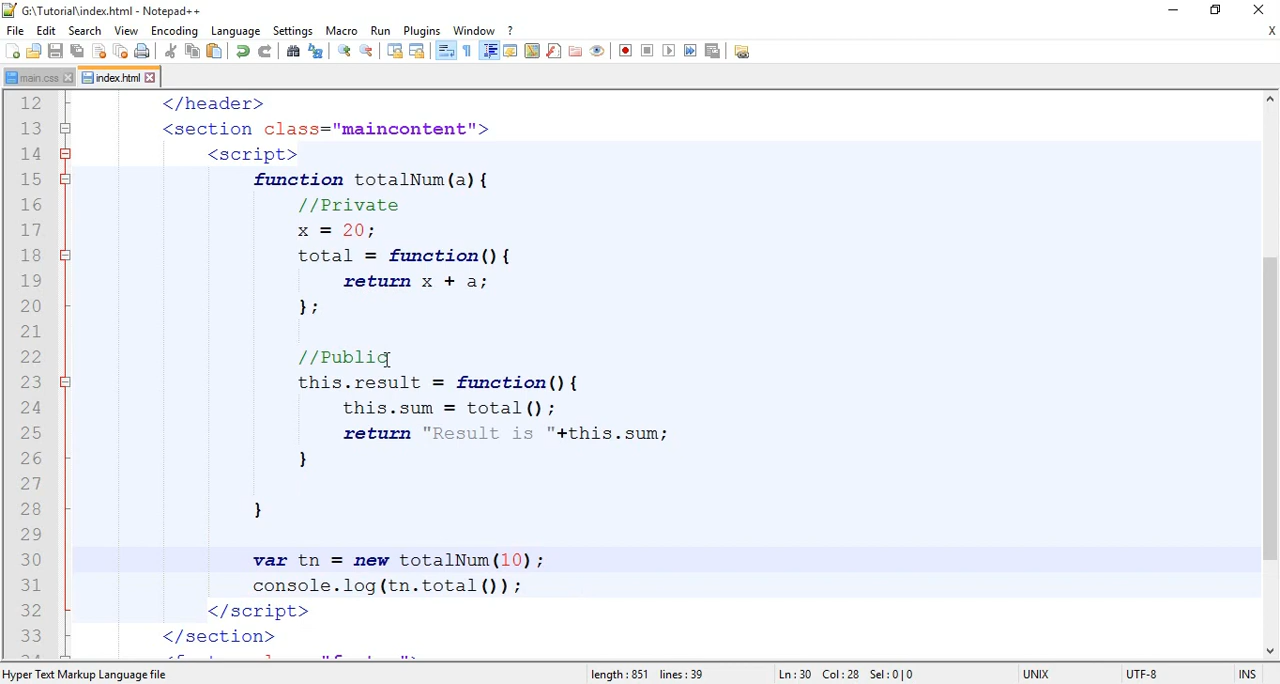 G:\Tutorial\index.html - Notepad++
File Edit Search View Encoding Language Settings Macro Run Plugins Window ? X
main.css index.html
12 </header>
13 <section class="maincontent">
14 <script>
15 function totalNum(a){
16 //Private
17 x = 20;
18 total = function(){
19 return x + a;
20 };
21
22 //Public
23 this.result = function(){
24 this.sum = total();
25 return "Result is "+this.sum;
26 }
27
28 }
29
30 var tn = new totalNum(10);
31 console.log(tn.total());
32 </script>
33 </section>
Hyper Text Markup Language file length : 851 lines : 39 Ln : 30 Col : 28 Sel : 0 | 0 UNIX UTF-8 INS